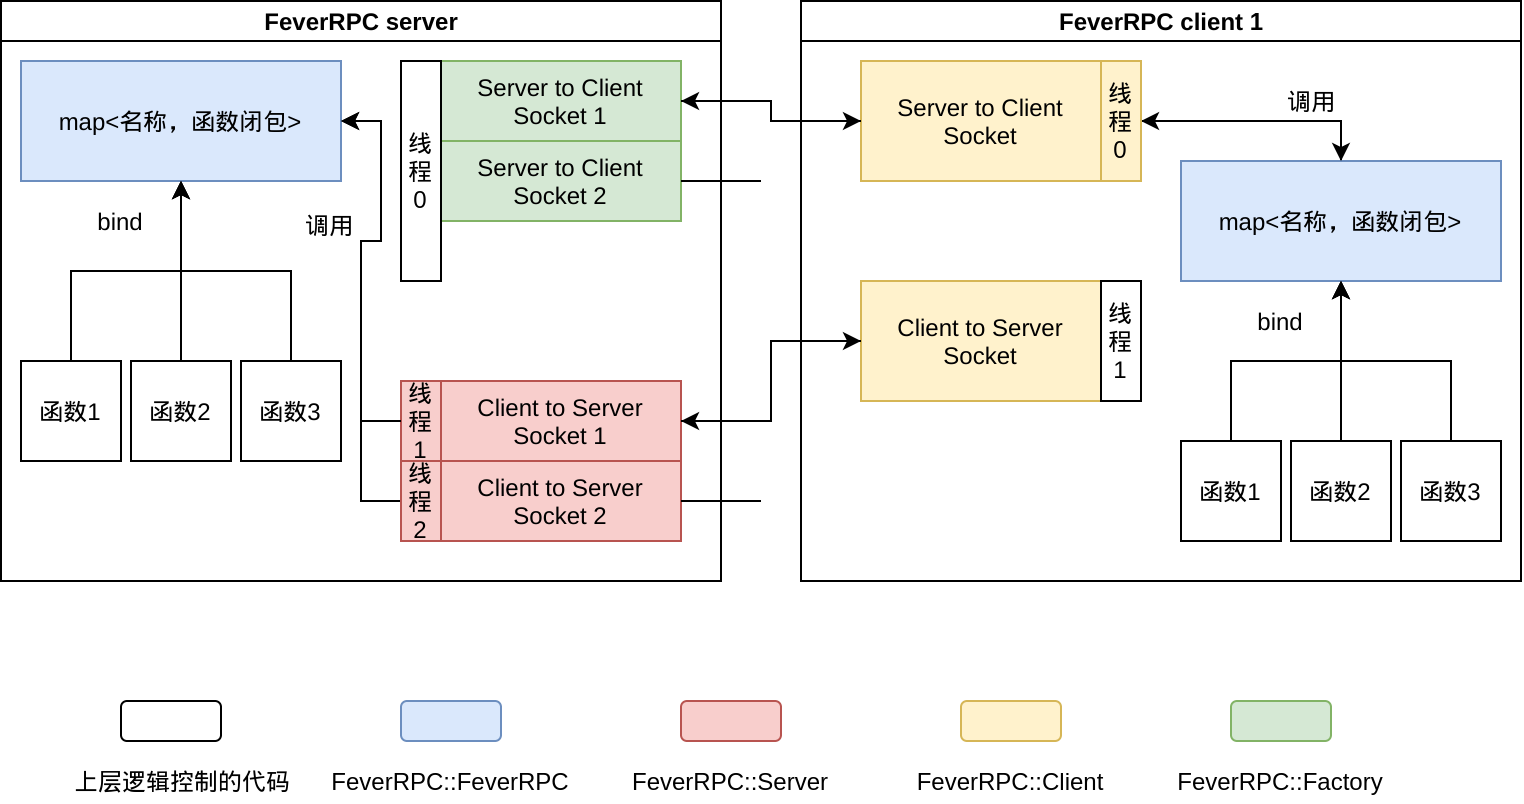 FeverRPC server
map<名称，函数闭包>
bind
调用
函数1
函数2
函数3
线
程
0
Server to Client
Socket 1
Server to Client
Socket 2
线
程
1
Client to Server
Socket 1
线
程
2
Client to Server
Socket 2
FeverRPC client 1
Server to Client
Socket
线
程
0
调用
map<名称，函数闭包>
Client to Server
Socket
线
程
1
bind
函数1
函数2
函数3
上层逻辑控制的代码
FeverRPC::FeverRPC
FeverRPC::Server
FeverRPC::Client
FeverRPC::Factory